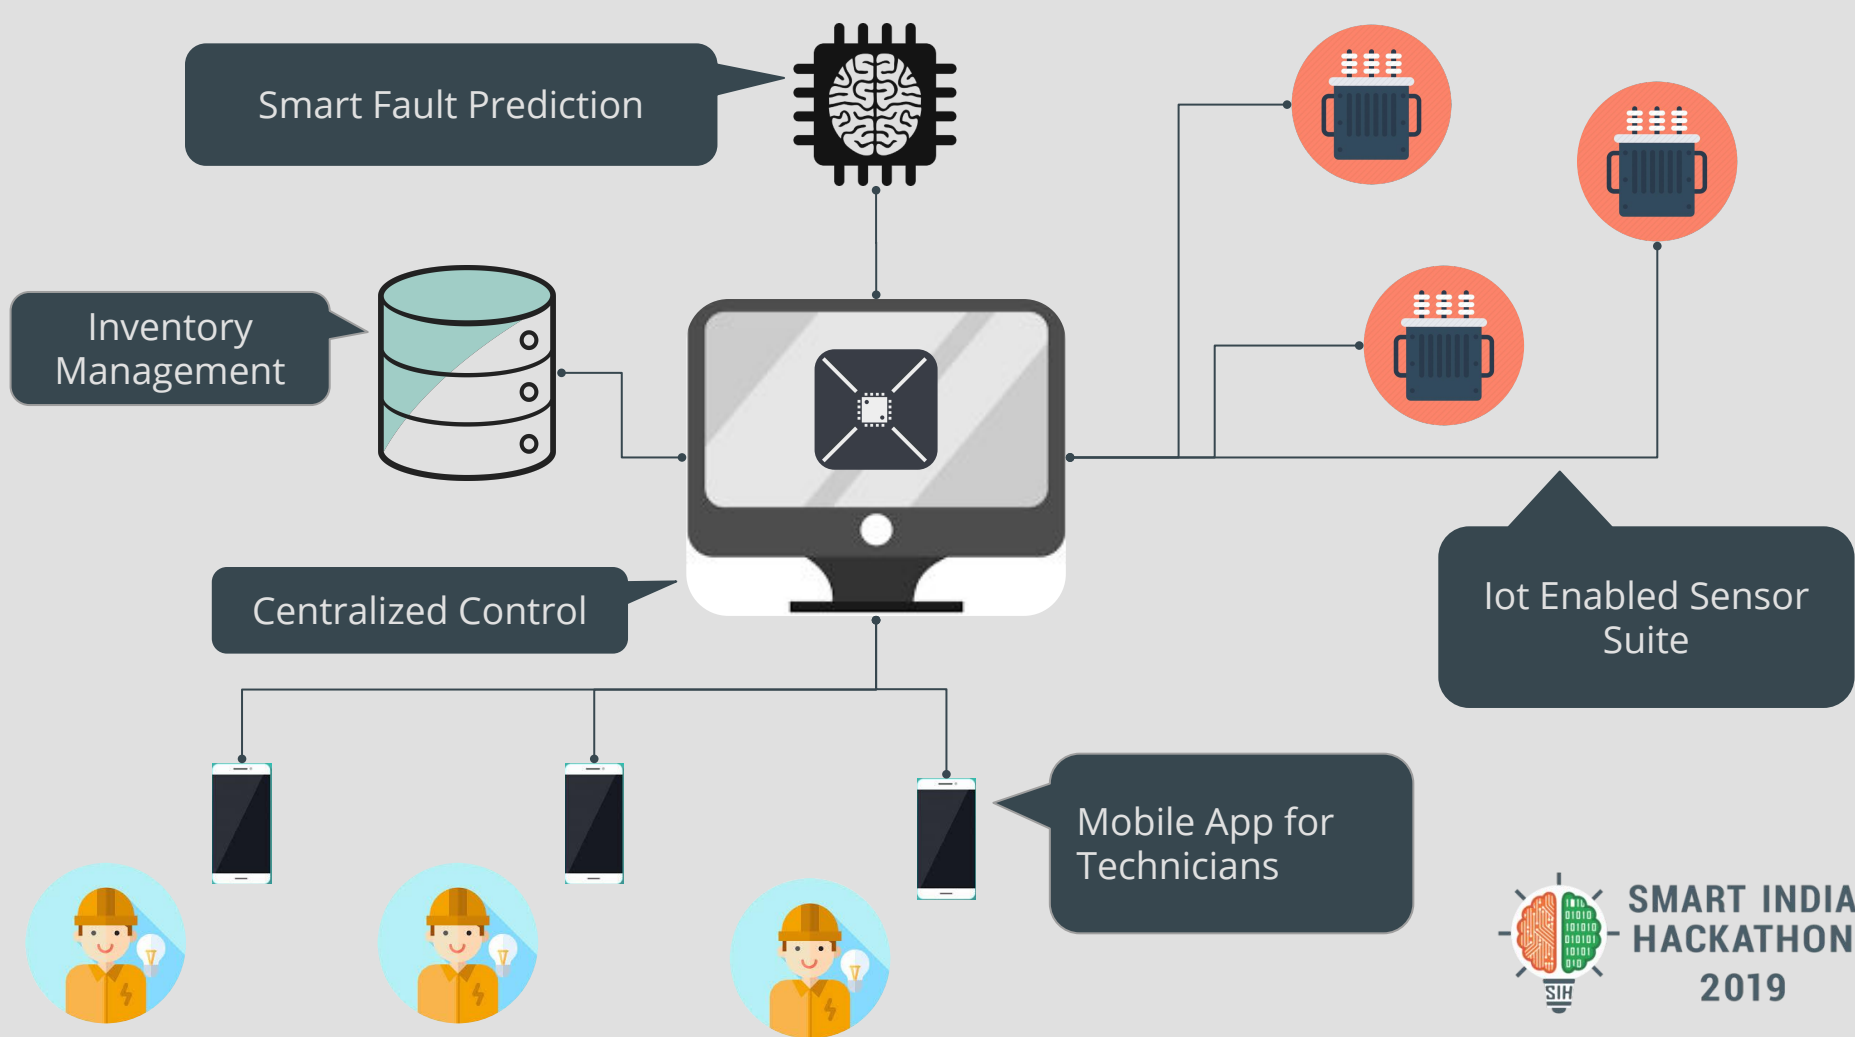 Smart Fault Prediction
Inventory
Management
Centralized Control
Iot Enabled Sensor
Suite
Mobile App for
Technicians
SMART INDIA
HACKATHON
2019
SIH